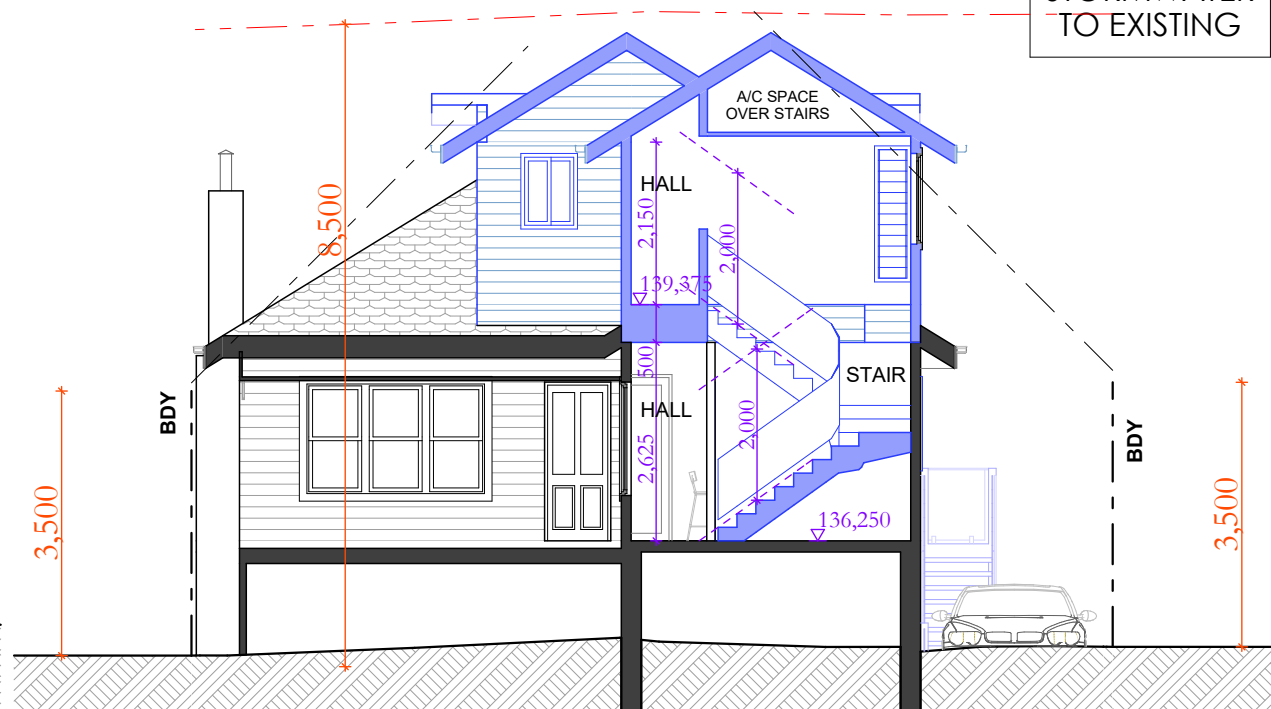 TO EXISTING
A/C SPACE
OVER STAIRS
HALL
8,500
2,150
2,000
139,375
500
STAIR
HALL
BDY
BDY
2,000
2,625
3,500
3,500
136,250